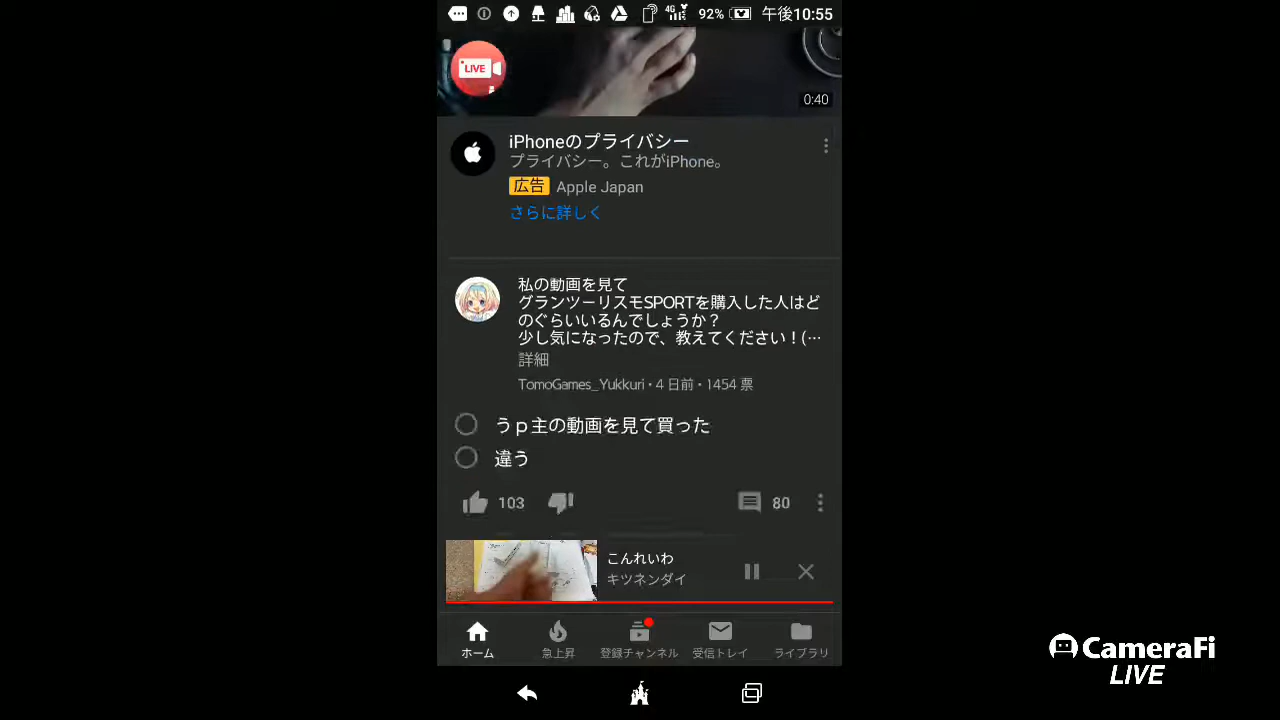 4G 92% 午後10:55
LIVE
0:40
iPhoneのプライバシー
プライバシー。これがiPhone。
広告 Apple Japan
さらに詳しく
私の動画を見て
グランツーリスモSPORTを購入した人はど
のぐらいいるんでしょうか？
少し気になったので、教えてください！(…
詳細
TomoGames_Yukkuri・4 日前・1454 票
うｐ主の動画を見て買った
違う
103 80
こんれいわ
キツネンダイ
ホーム 急上昇 登録チャンネル 受信トレイ ライブラリ
CameraFi
LIVE